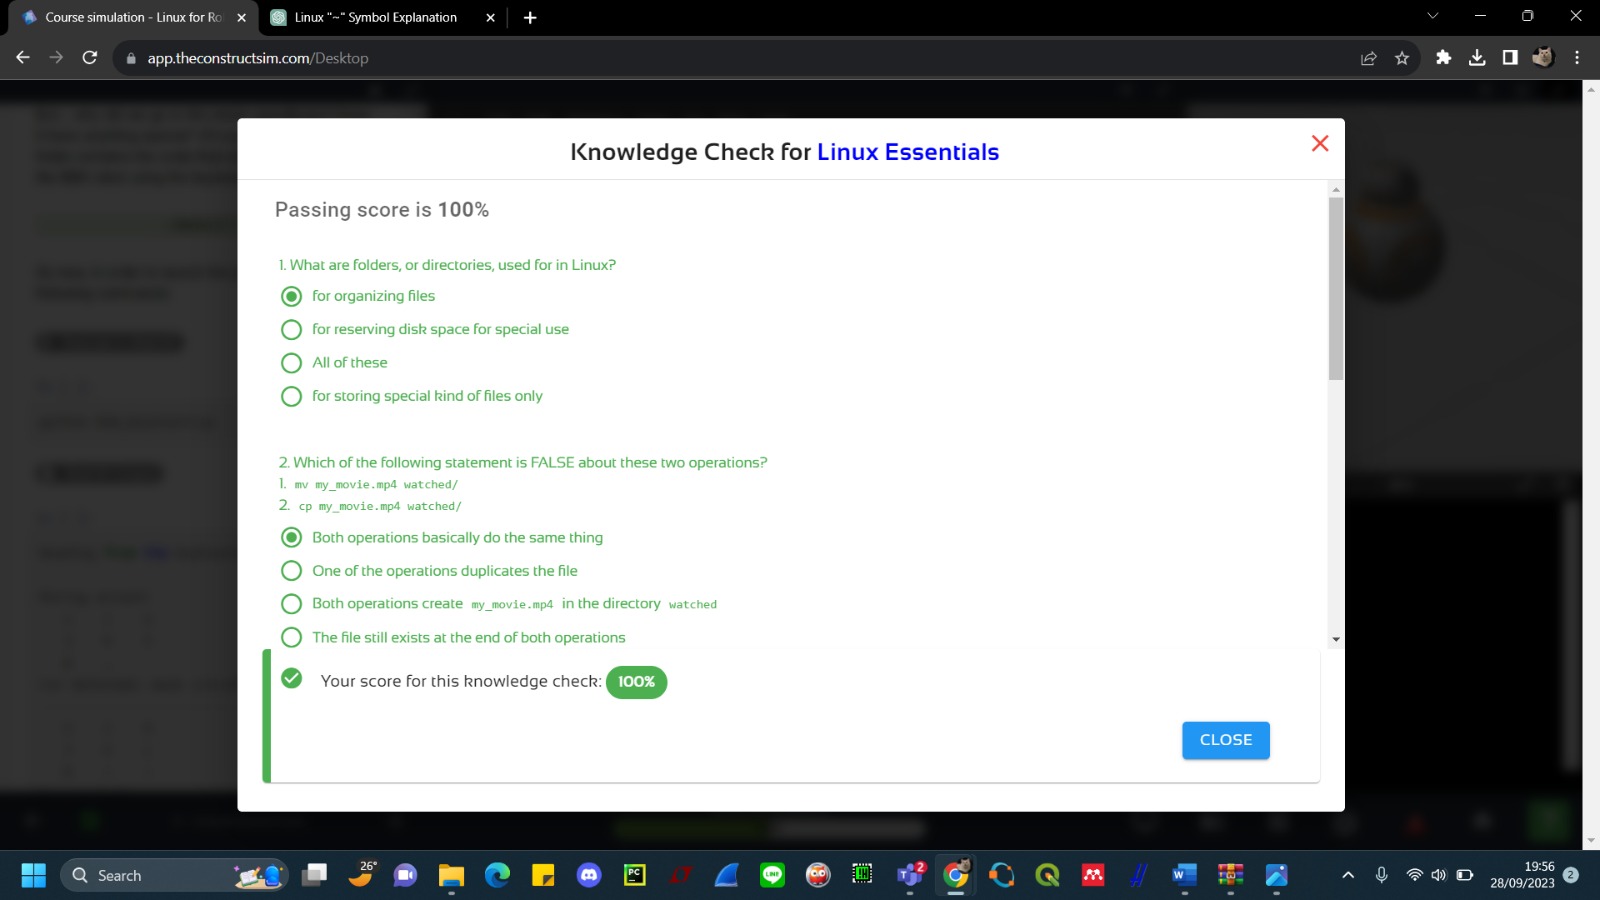 Course simulation - Linux for Ro
Linux "~" Symbol Explanation
app.theconstructsim.com/Desktop
Knowledge Check for Linux Essentials
Passing score is 100%
1. What are folders, or directories, used for in Linux?
for organizing files
for reserving disk space for special use
All of these
for storing special kind of files only
2. Which of the following statement is FALSE about these two operations?
1. mv my_movie.mp4 watched/
2. cp my_movie.mp4 watched/
Both operations basically do the same thing
One of the operations duplicates the file
Both operations create my_movie.mp4 in the directory watched
The file still exists at the end of both operations
Your score for this knowledge check: 100%
CLOSE
Search
26°
PC
LINE
2
W
19:56
28/09/2023
2